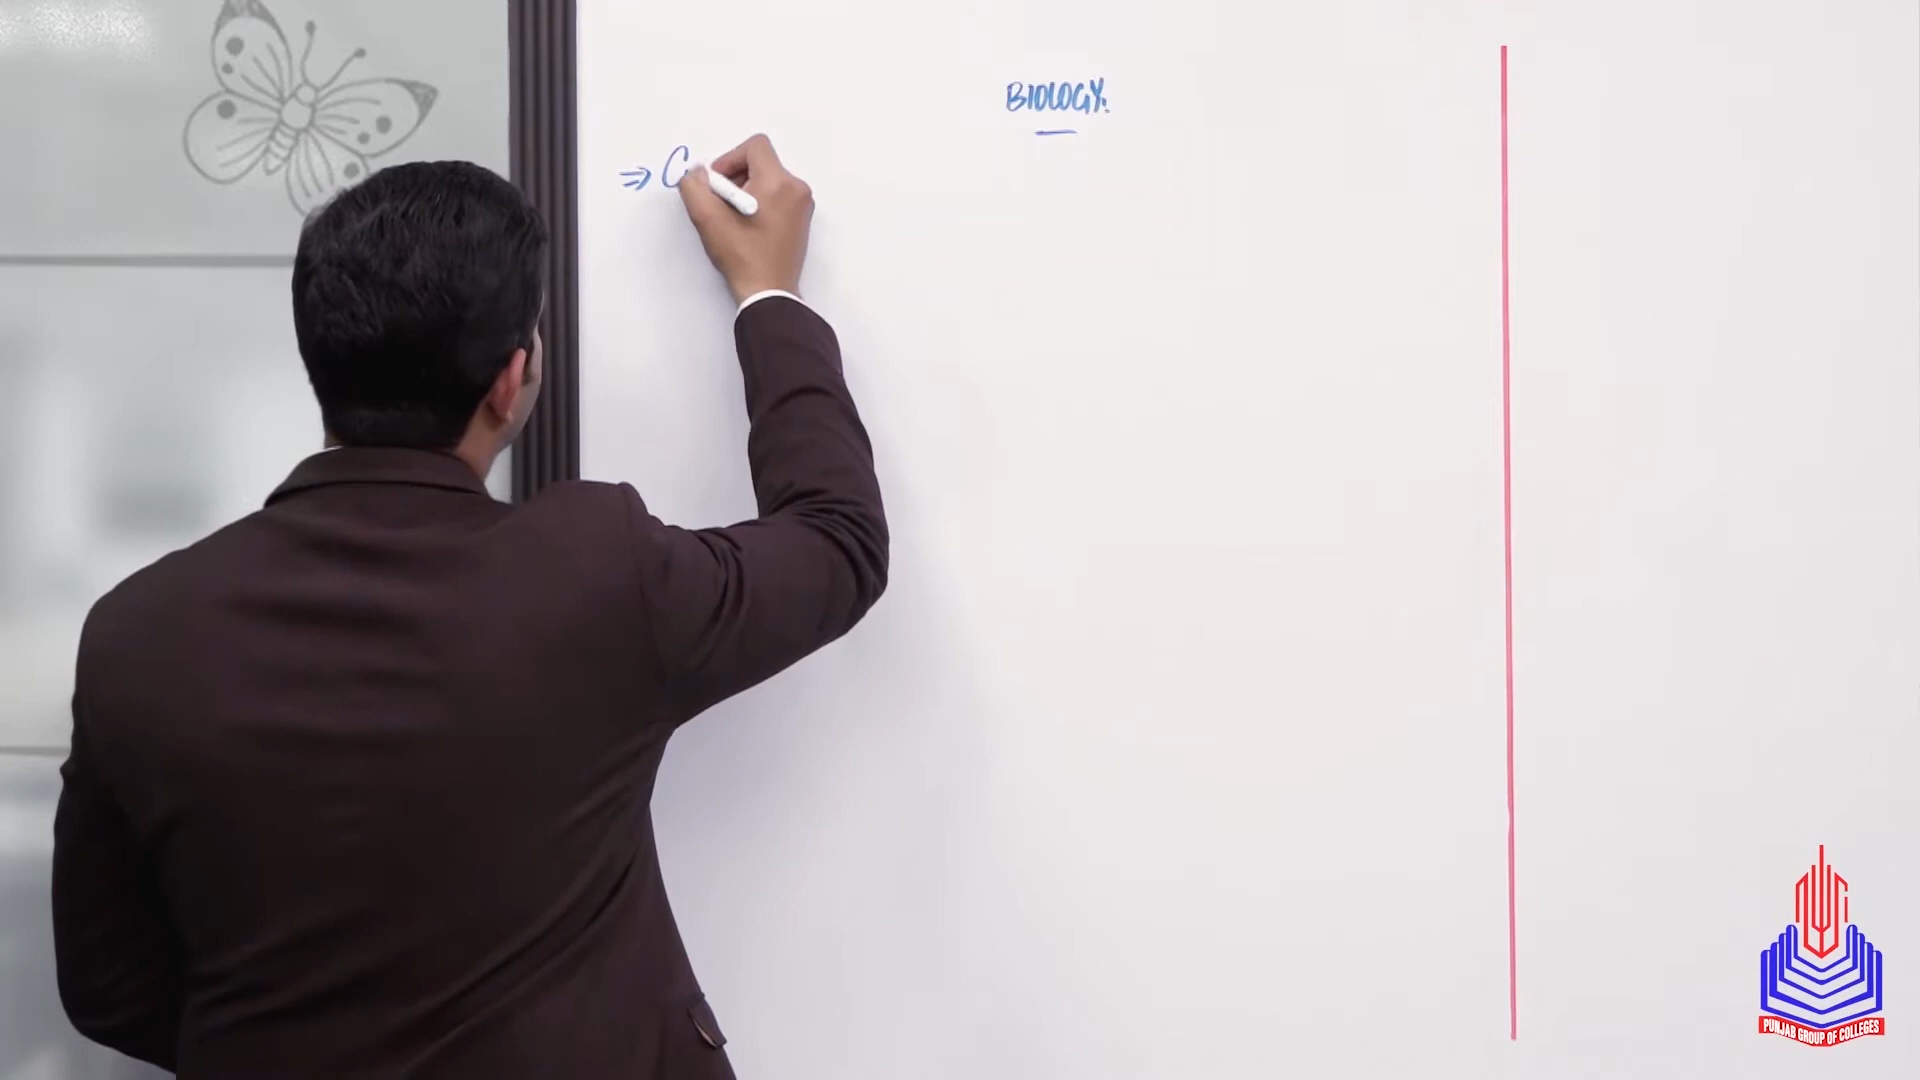 BIOLOGY:
⇒ C
PUNJAB GROUP OF COLLEGES